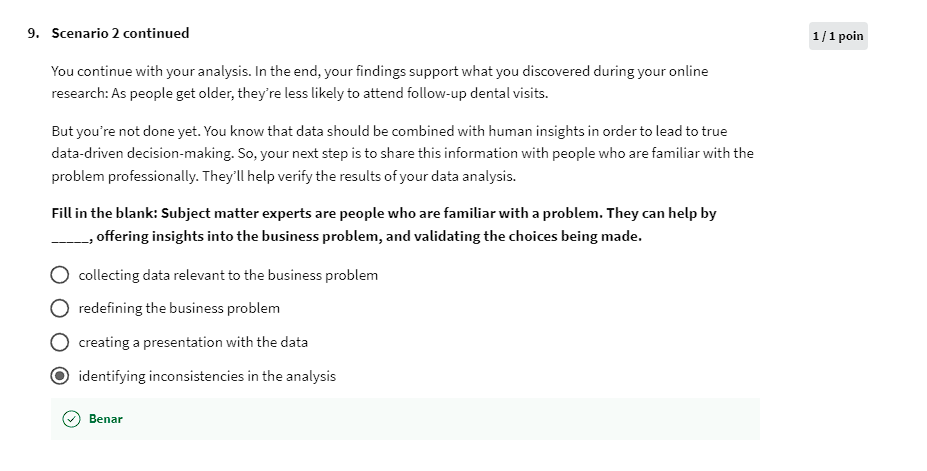 9. Scenario 2 continued
1 / 1 poin
You continue with your analysis. In the end, your findings support what you discovered during your online
research: As people get older, they’re less likely to attend follow-up dental visits.
But you’re not done yet. You know that data should be combined with human insights in order to lead to true
data-driven decision-making. So, your next step is to share this information with people who are familiar with the
problem professionally. They’ll help verify the results of your data analysis.
Fill in the blank: Subject matter experts are people who are familiar with a problem. They can help by
_____, offering insights into the business problem, and validating the choices being made.
collecting data relevant to the business problem
redefining the business problem
creating a presentation with the data
identifying inconsistencies in the analysis
Benar